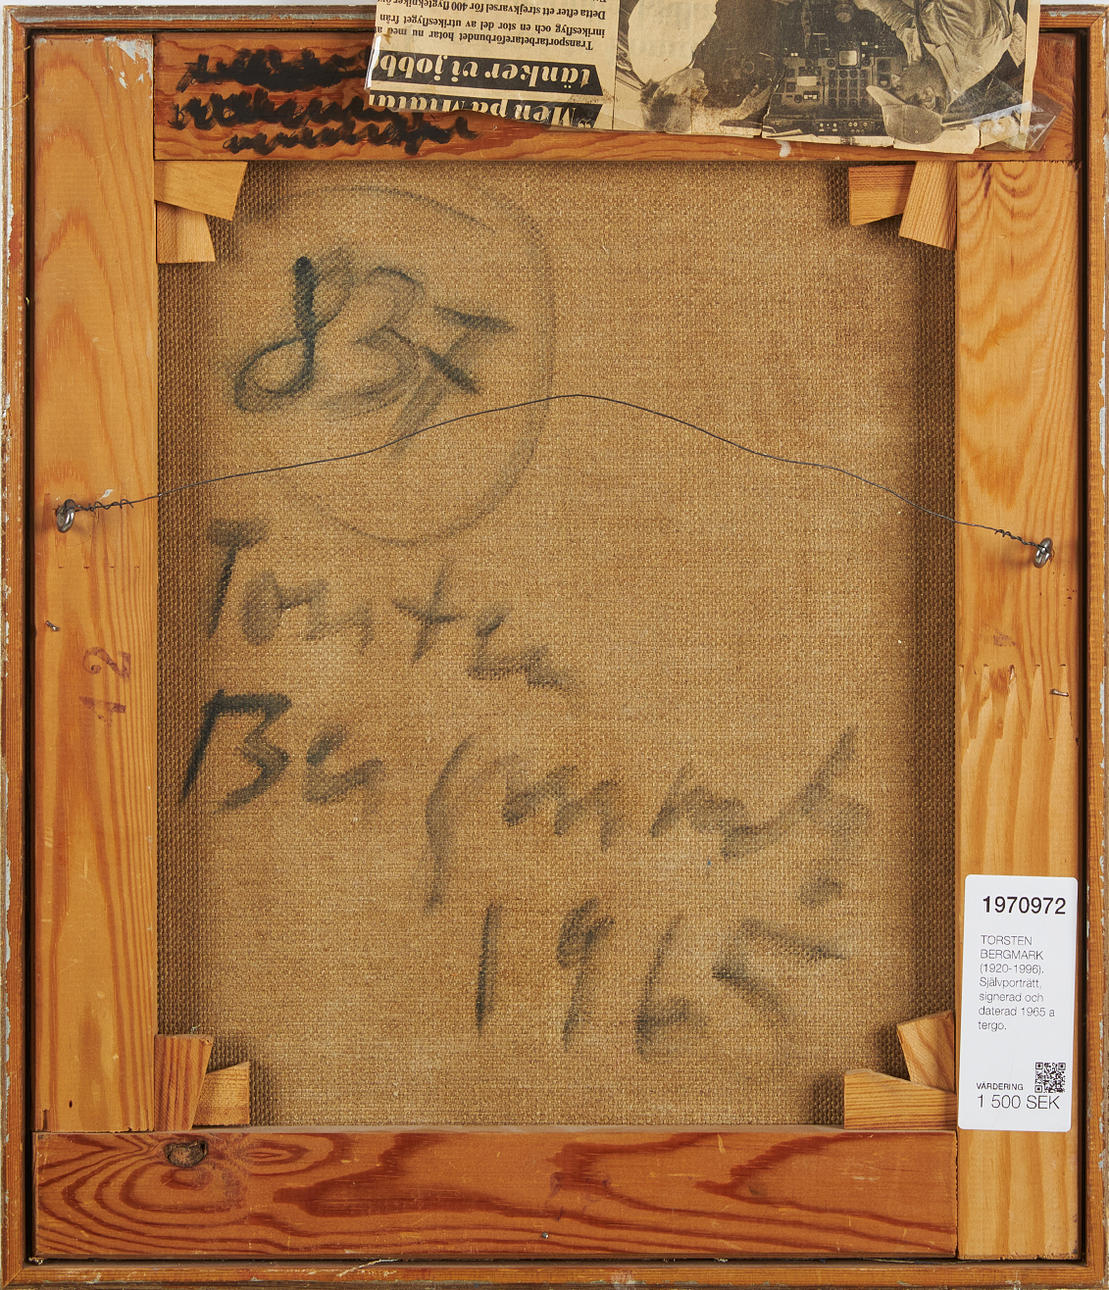 Transportarbetareförbundet hotar nu med a
inrikesflyg och en stor del av utrikesflyget från
Detta efter ett strejkvarsel för 400 flygtekniker
tänker vi jobb
Men på
837
Torsten
Bergmark
1965
12
1970972
TORSTEN
BERGMARK
(1920-1996).
Självporträtt,
signerad och
daterad 1965 a
tergo.
VÄRDERING
1 500 SEK